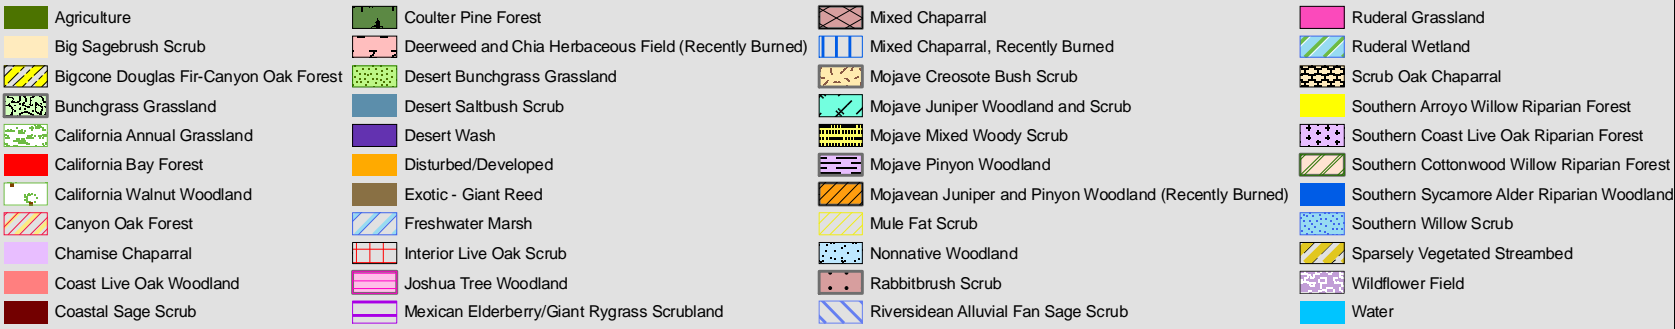 Agriculture
Big Sagebrush Scrub
Bigcone Douglas Fir-Canyon Oak Forest
Bunchgrass Grassland
California Annual Grassland
California Bay Forest
California Walnut Woodland
Canyon Oak Forest
Chamise Chaparral
Coast Live Oak Woodland
Coastal Sage Scrub
Coulter Pine Forest
Deerweed and Chia Herbaceous Field (Recently Burned)
Desert Bunchgrass Grassland
Desert Saltbush Scrub
Desert Wash
Disturbed/Developed
Exotic - Giant Reed
Freshwater Marsh
Interior Live Oak Scrub
Joshua Tree Woodland
Mexican Elderberry/Giant Rygrass Scrubland
Mixed Chaparral
Mixed Chaparral, Recently Burned
Mojave Creosote Bush Scrub
Mojave Juniper Woodland and Scrub
Mojave Mixed Woody Scrub
Mojave Pinyon Woodland
Mojavean Juniper and Pinyon Woodland (Recently Burned)
Mule Fat Scrub
Nonnative Woodland
Rabbitbrush Scrub
Riversidean Alluvial Fan Sage Scrub
Ruderal Grassland
Ruderal Wetland
Scrub Oak Chaparral
Southern Arroyo Willow Riparian Forest
Southern Coast Live Oak Riparian Forest
Southern Cottonwood Willow Riparian Forest
Southern Sycamore Alder Riparian Woodland
Southern Willow Scrub
Sparsely Vegetated Streambed
Wildflower Field
Water